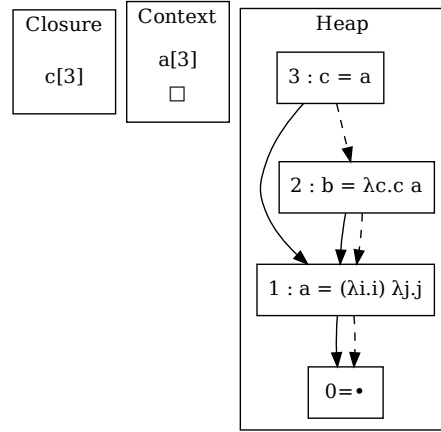 Closure
c[3]
Context
a[3]
□
Heap
3 : c = a
2 : b = λc.c a
1 : a = (λi.i) λj.j
0=•